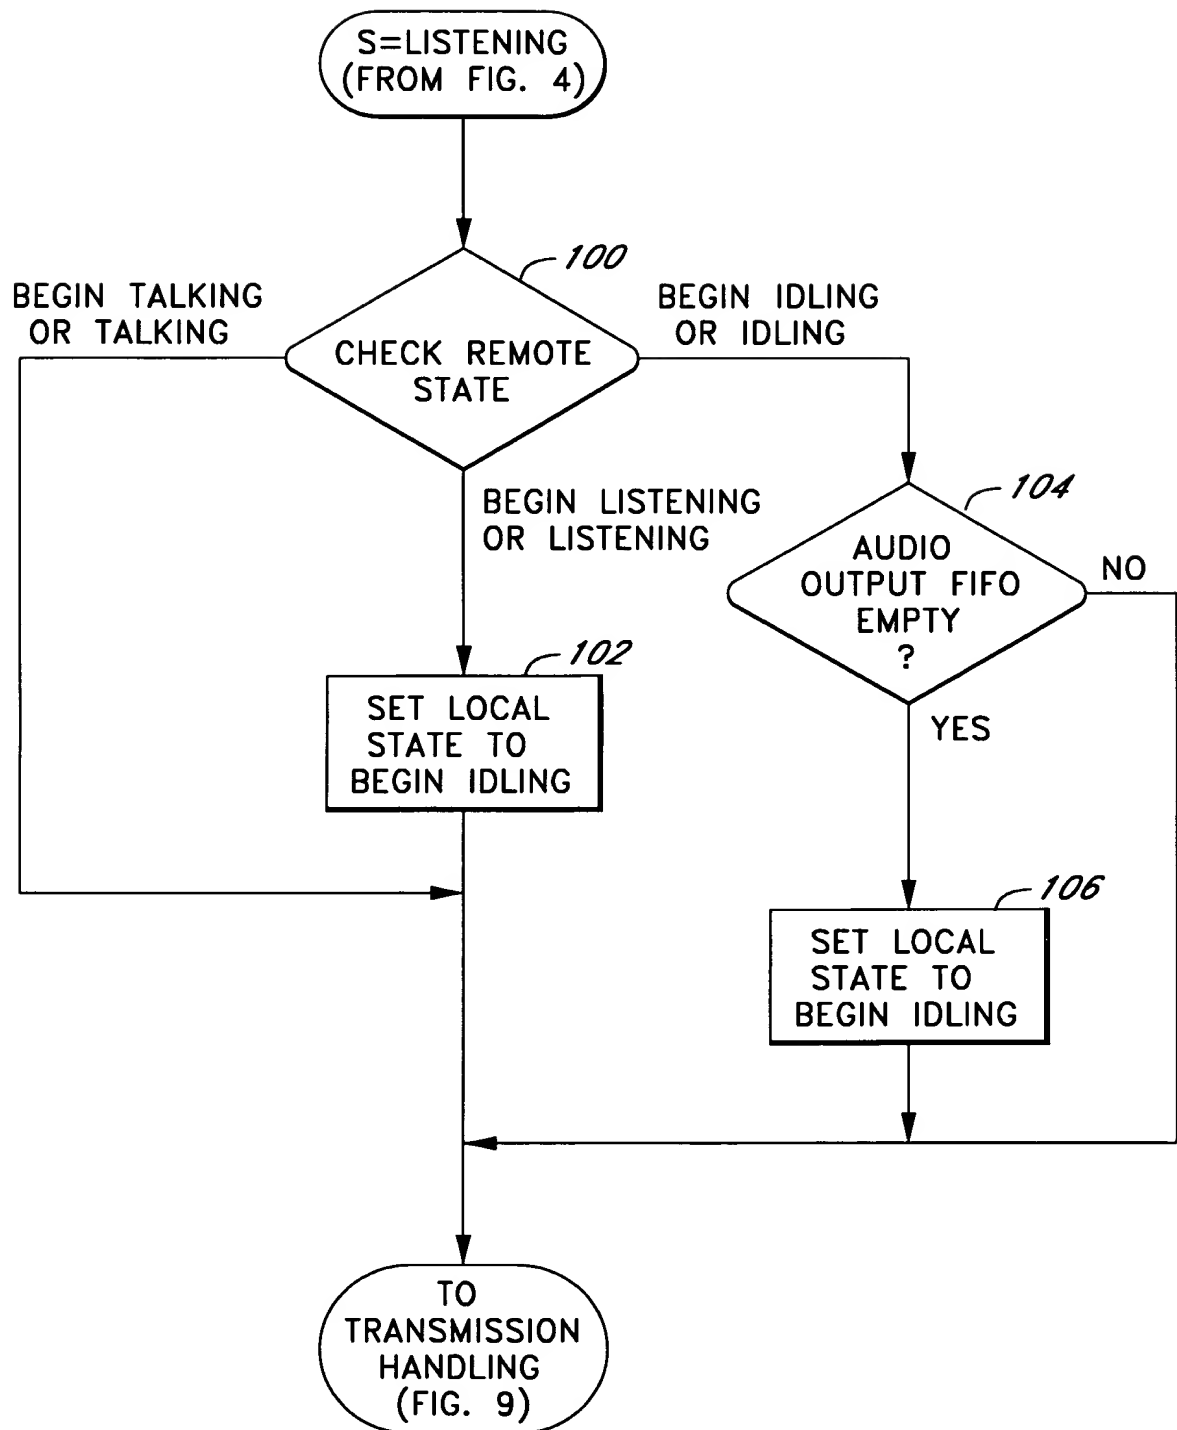 S=LISTENING
(FROM FIG. 4)
100
BEGIN TALKING
OR TALKING
BEGIN IDLING
OR IDLING
CHECK REMOTE
STATE
BEGIN LISTENING
OR LISTENING
104
AUDIO
OUTPUT FIFO
EMPTY
?
NO
YES
102
SET LOCAL
STATE TO
BEGIN IDLING
106
SET LOCAL
STATE TO
BEGIN IDLING
TO
TRANSMISSION
HANDLING
(FIG. 9)